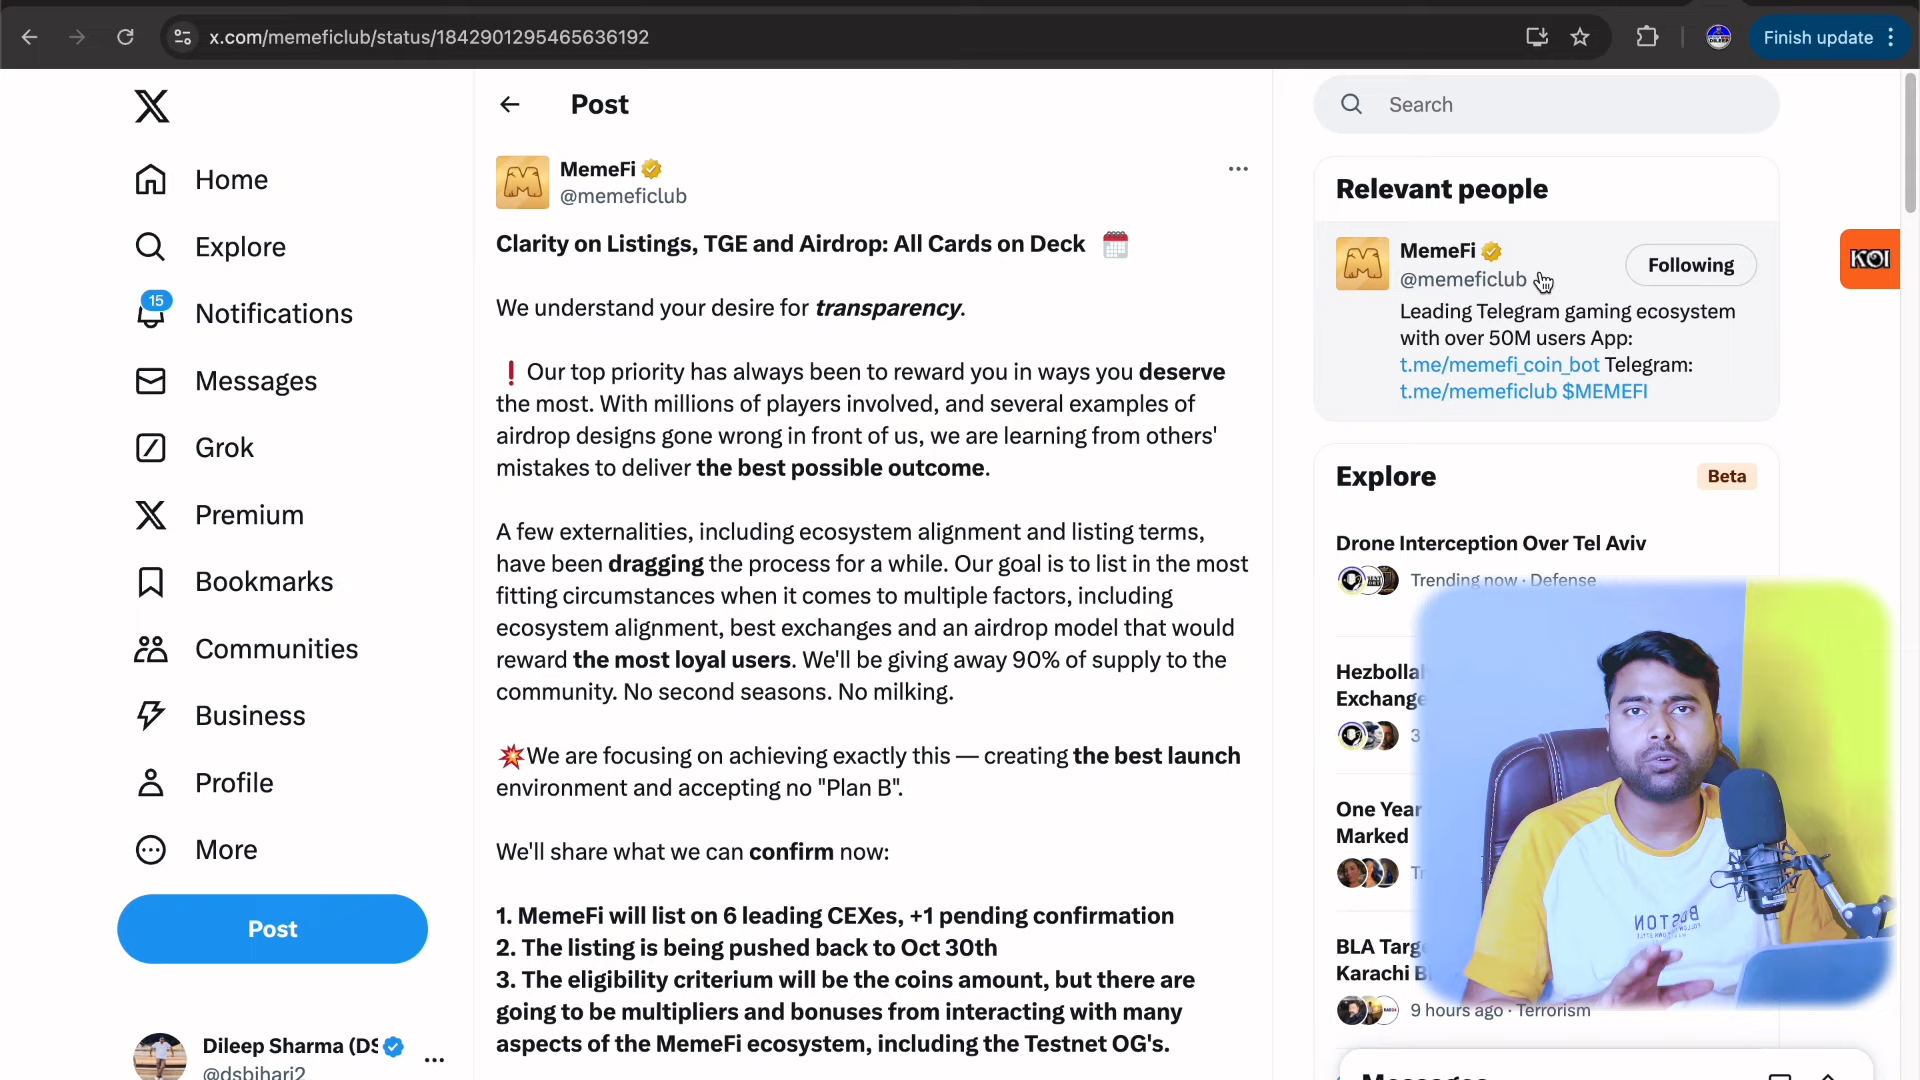 x.com/memeficlub/status/1842901295465636192
Finish update
Home
Explore
15
Notifications
Messages
Grok
Premium
Bookmarks
Communities
Business
Profile
More
Post
Dileep Sharma (DS
@dsbihari2
Post
MemeFi
@memeficlub
Clarity on Listings, TGE and Airdrop: All Cards on Deck
We understand your desire for transparency.
❗Our top priority has always been to reward you in ways you deserve
the most. With millions of players involved, and several examples of
airdrop designs gone wrong in front of us, we are learning from others'
mistakes to deliver the best possible outcome.
A few externalities, including ecosystem alignment and listing terms,
have been dragging the process for a while. Our goal is to list in the most
fitting circumstances when it comes to multiple factors, including
ecosystem alignment, best exchanges and an airdrop model that would
reward the most loyal users. We'll be giving away 90% of supply to the
community. No second seasons. No milking.
💥We are focusing on achieving exactly this — creating the best launch
environment and accepting no "Plan B".
We'll share what we can confirm now:
1. MemeFi will list on 6 leading CEXes, +1 pending confirmation
2. The listing is being pushed back to Oct 30th
3. The eligibility criterium will be the coins amount, but there are
going to be multipliers and bonuses from interacting with many
aspects of the MemeFi ecosystem, including the Testnet OG's.
Search
Relevant people
MemeFi
@memeficlub
Following
Leading Telegram gaming ecosystem
with over 50M users App:
t.me/memefi_coin_bot Telegram:
t.me/memeficlub $MEMEFI
KOI
Explore
Beta
Drone Interception Over Tel Aviv
Trending now · Defense
Hezbollah
Exchange
3
One Year
Marked
Tr
BLA Targe
Karachi B
9 hours ago · Terrorism
BOSTON
Messages